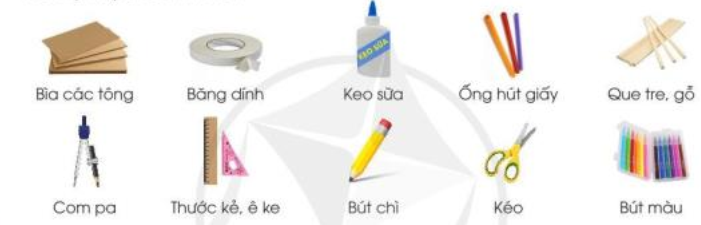 KEO SỮA
Bìa các tông Băng dính Keo sữa Ống hút giấy Que tre, gỗ
Com pa Thước kẻ, ê ke Bút chì Kéo Bút màu